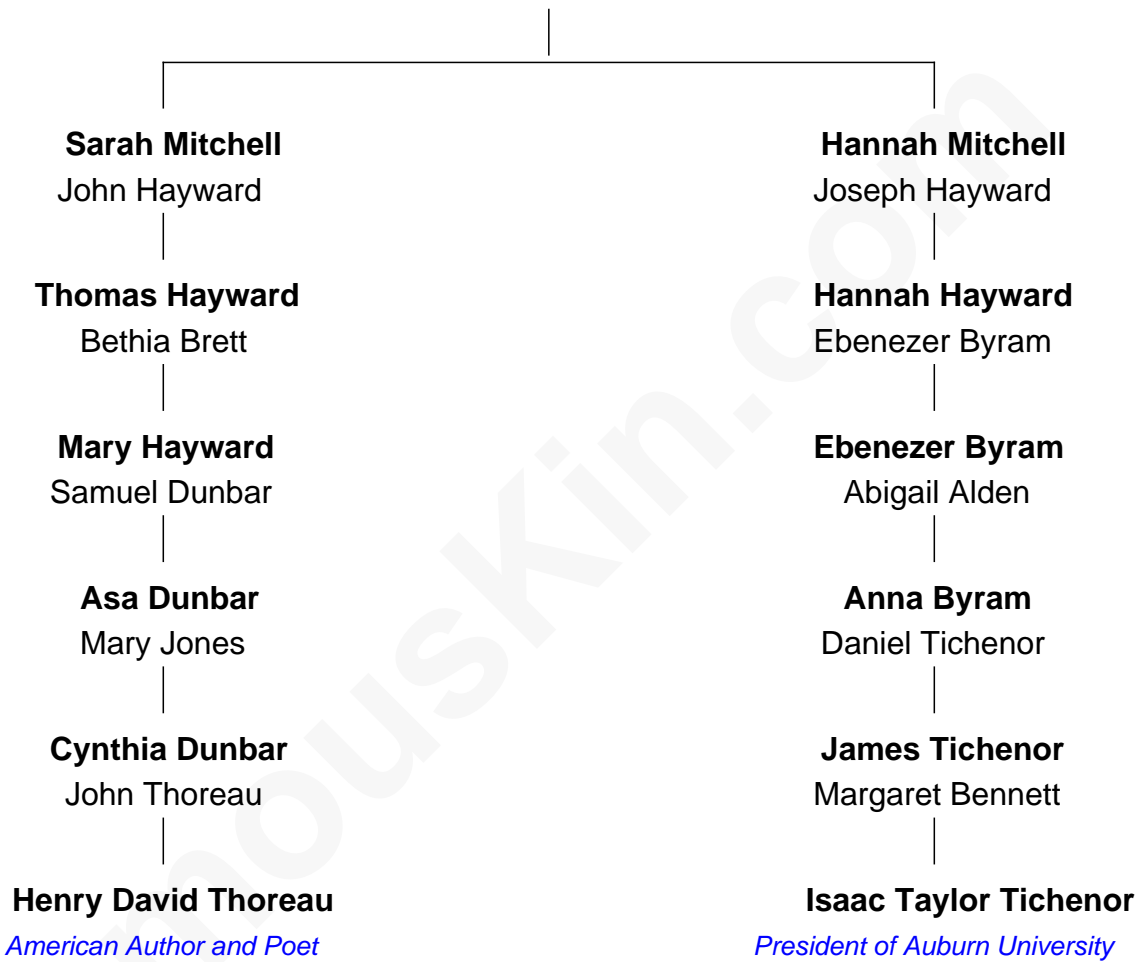 Sarah Mitchell
John Hayward
Thomas Hayward
Bethia Brett
Mary Hayward
Samuel Dunbar
Asa Dunbar
Mary Jones
Cynthia Dunbar
John Thoreau
Henry David Thoreau
American Author and Poet
Hannah Mitchell
Joseph Hayward
Hannah Hayward
Ebenezer Byram
Ebenezer Byram
Abigail Alden
Anna Byram
Daniel Tichenor
James Tichenor
Margaret Bennett
Isaac Taylor Tichenor
President of Auburn University
mousKin.com